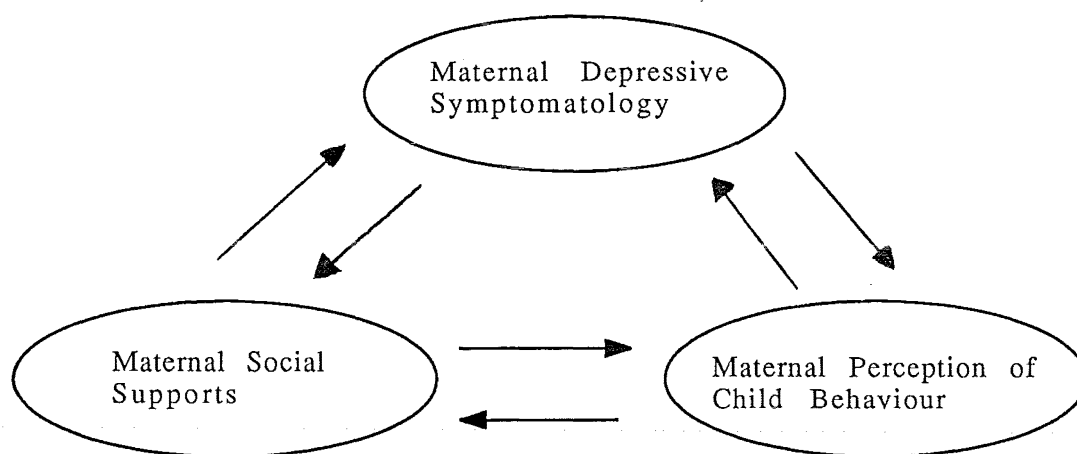 Maternal Depressive
Symptomatology
Maternal Social
Supports
Maternal Perception of
Child Behaviour